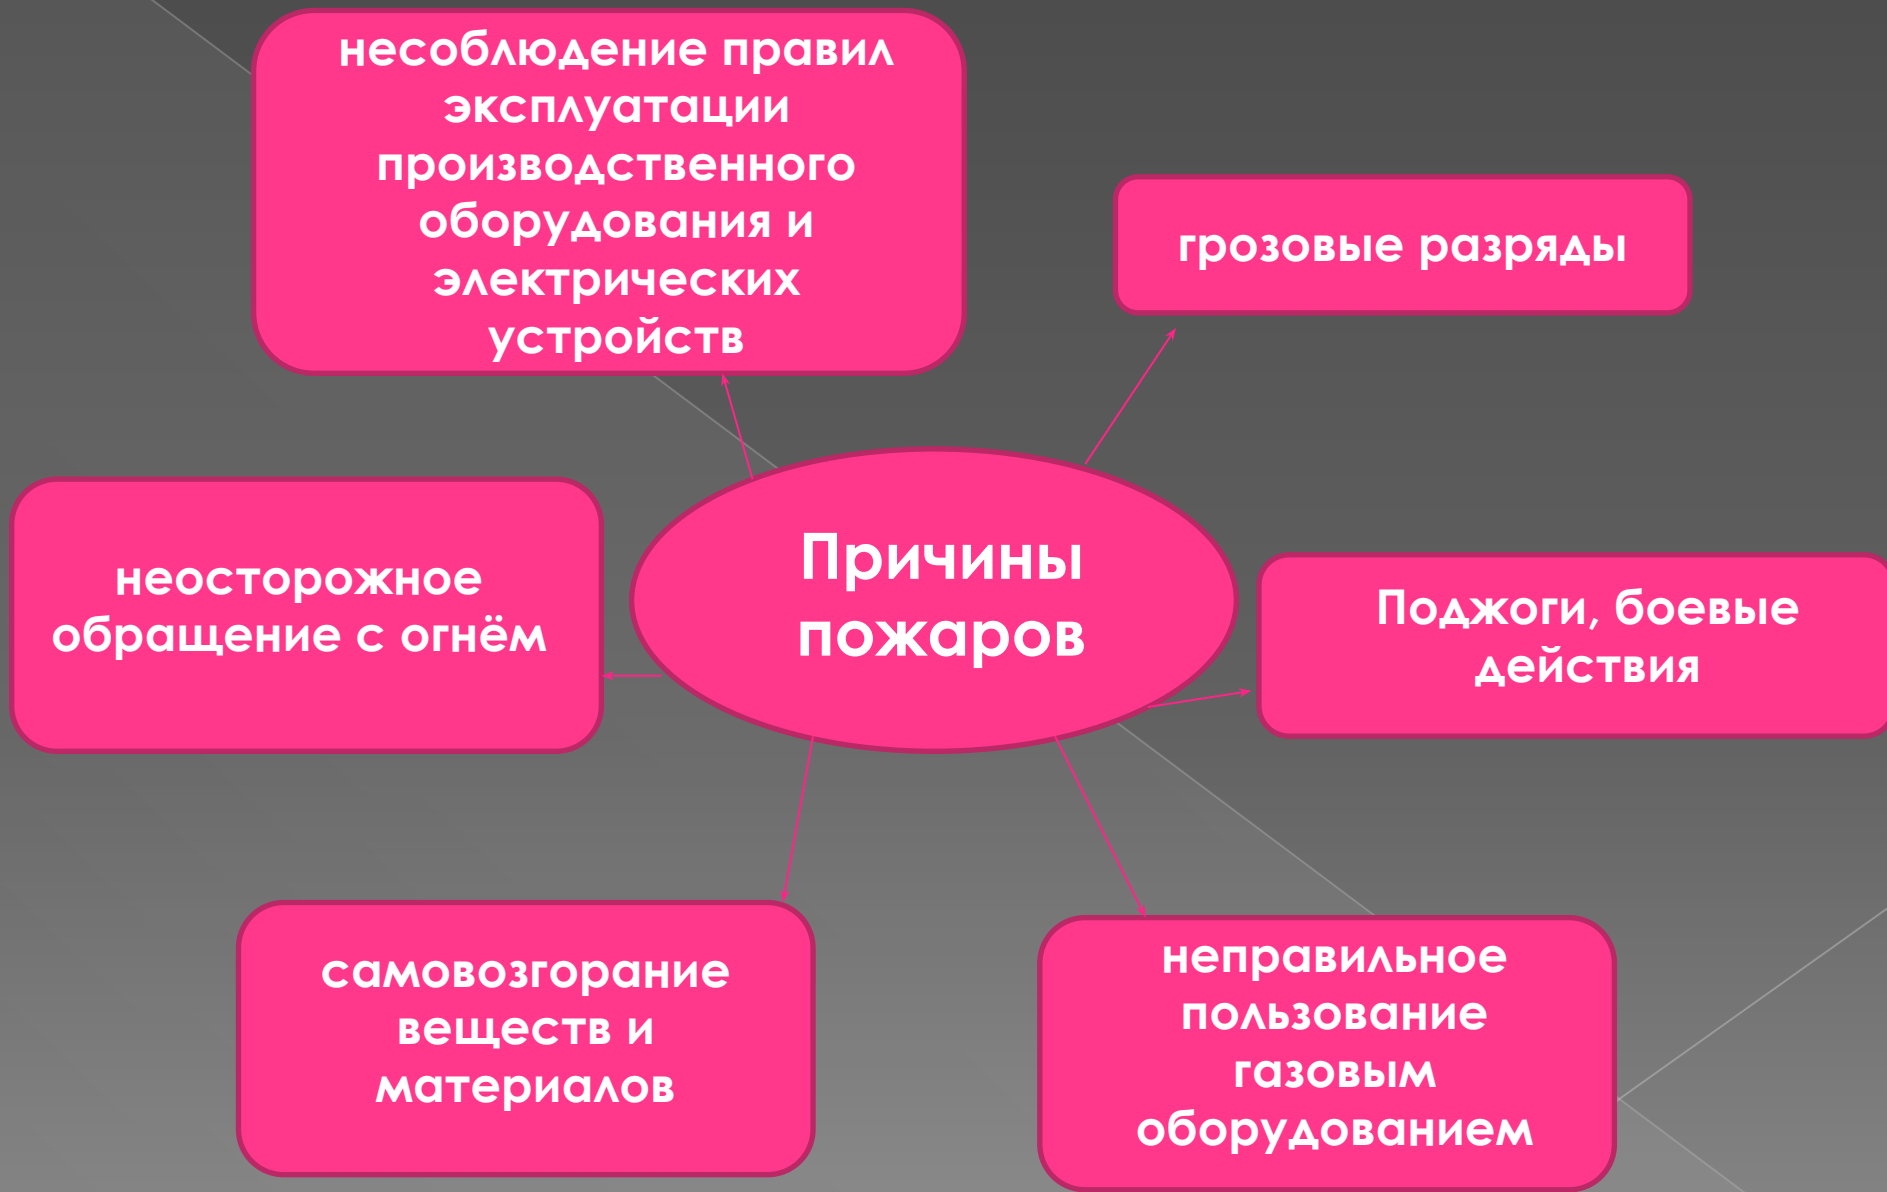 несоблюдение правил
эксплуатации
производственного
оборудования и
электрических
устройств
грозовые разряды
Причины
пожаров
неосторожное
обращение с огнём
Поджоги, боевые
действия
самовозгорание
веществ и
материалов
неправильное
пользование
газовым
оборудованием